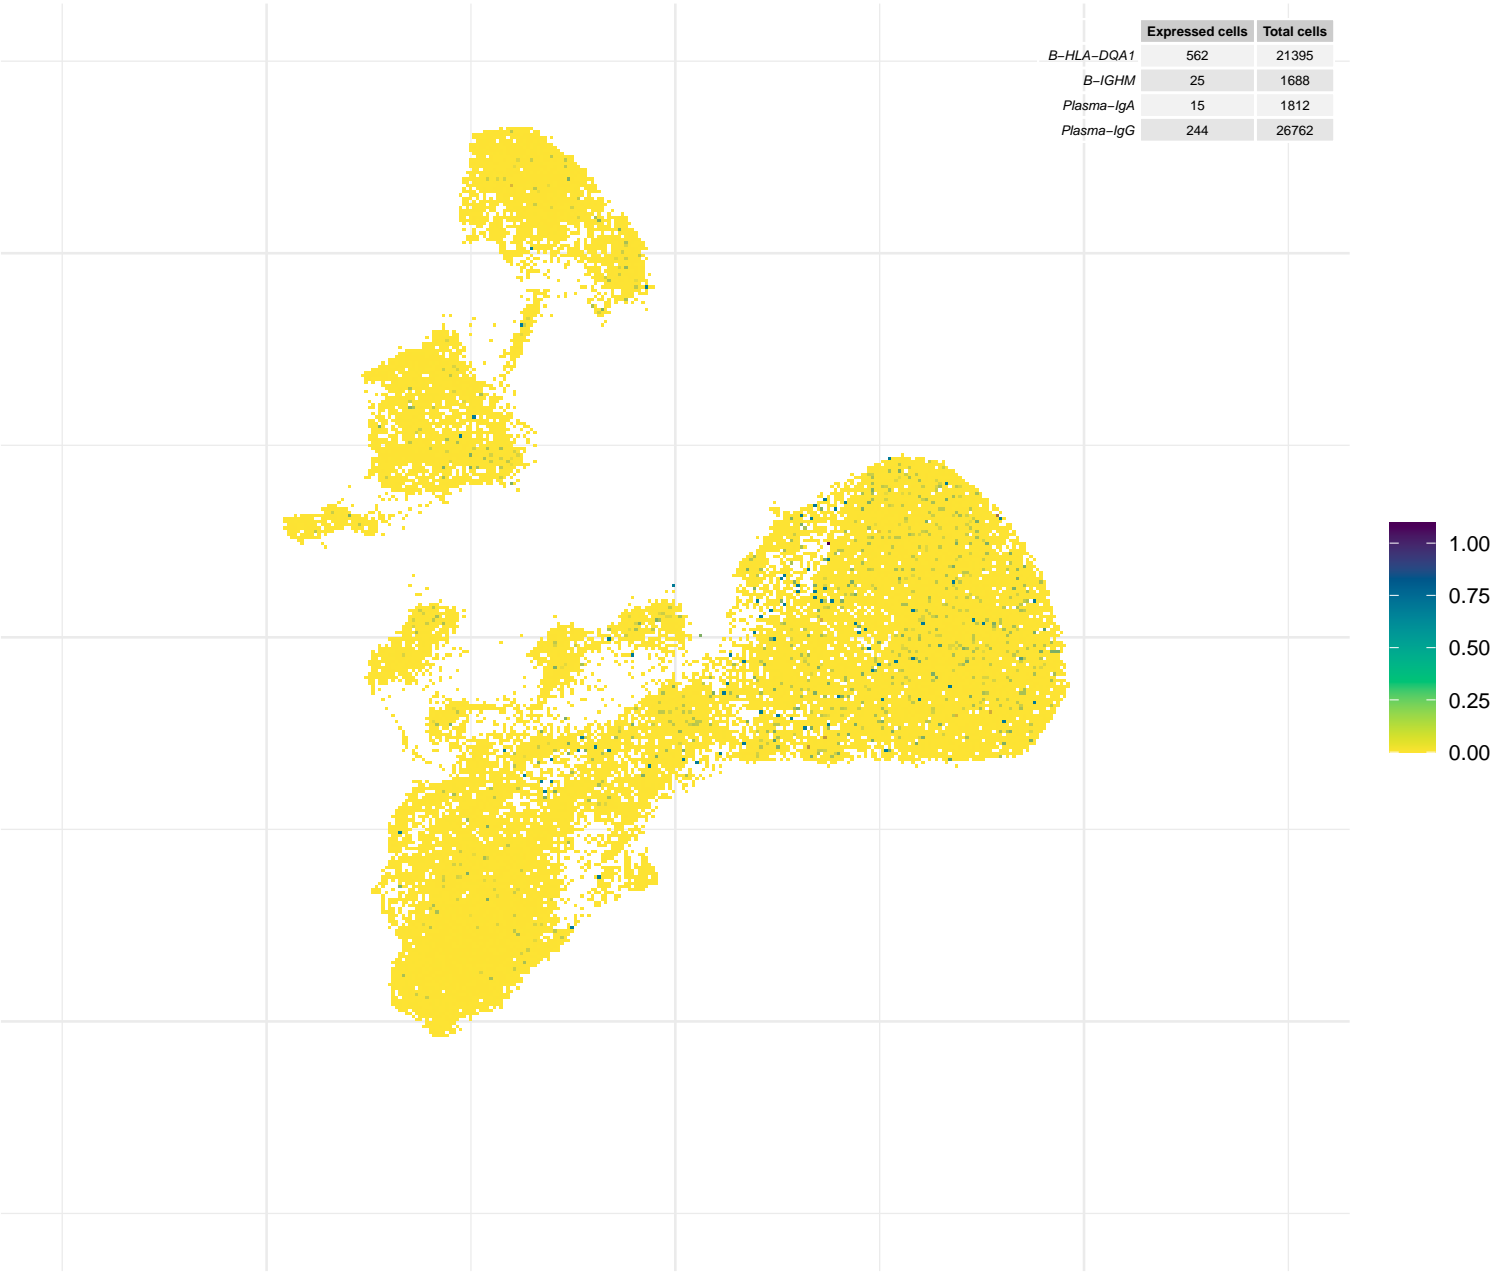 Expressed cells Total cells
B−HLA−DQA1 562 21395
B−IGHM 25 1688
Plasma−IgA 15 1812
Plasma−IgG 244 26762
1.00
0.75
0.50
0.25
0.00